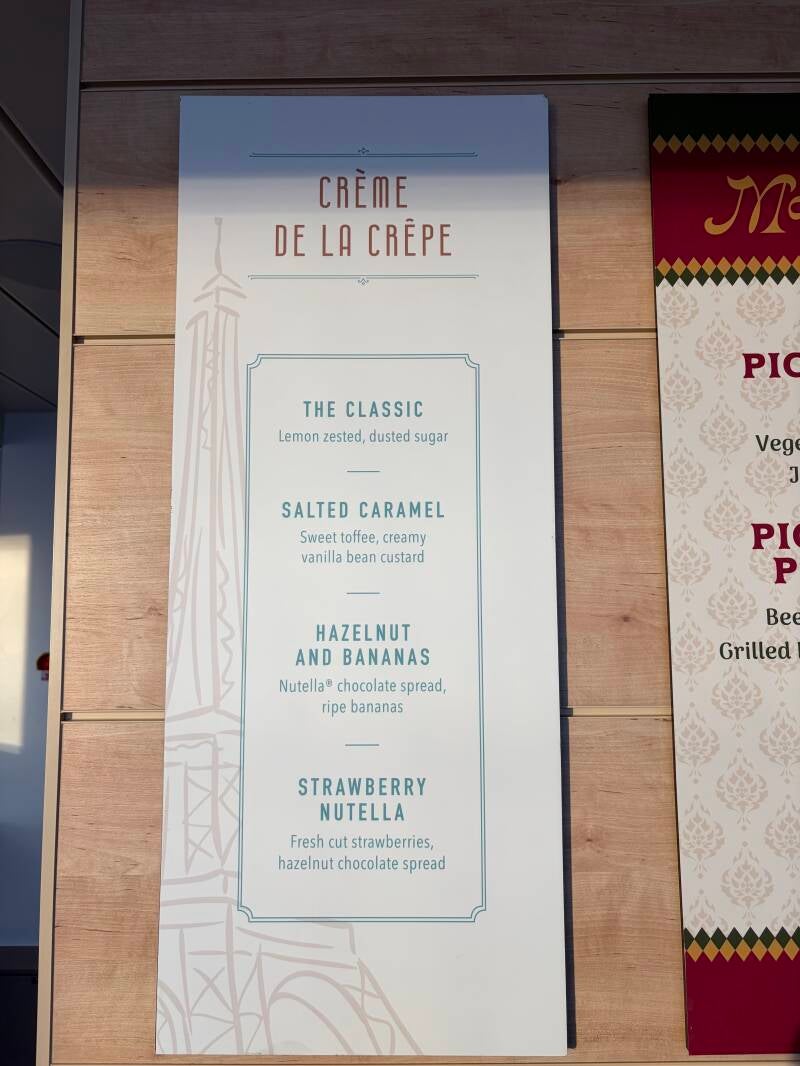 CRÈME
DE LA CRÊPE
THE CLASSIC
Lemon zested, dusted sugar
SALTED CARAMEL
Sweet toffee, creamy
vanilla bean custard
HAZELNUT
AND BANANAS
Nutella® chocolate spread,
ripe bananas
STRAWBERRY
NUTELLA
Fresh cut strawberries,
hazelnut chocolate spread
Grilled